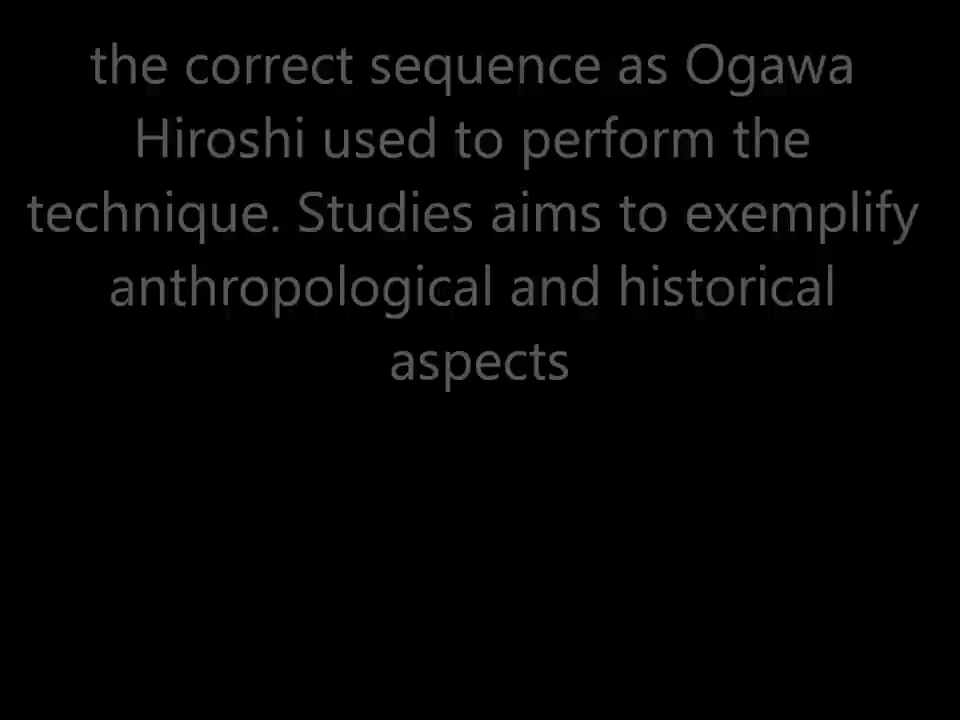 the correct sequence as Ogawa
Hiroshi used to perform the
technique. Studies aims to exemplify
anthropological and historical
aspects